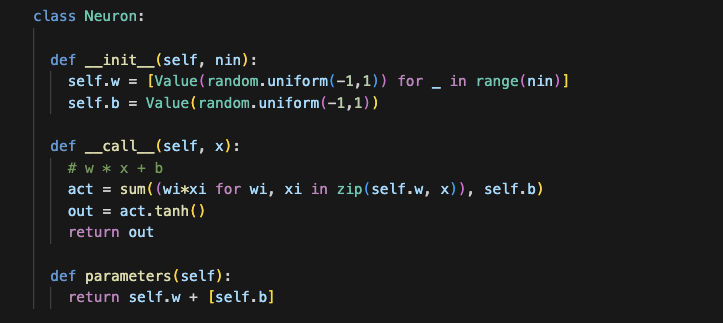 class Neuron:
def __init__(self, nin):
self.w = [Value(random.uniform(-1,1)) for _ in range(nin)]
self.b = Value(random.uniform(-1,1))
def __call__(self, x):
# w * x + b
act = sum((wi*xi for wi, xi in zip(self.w, x)), self.b)
out = act.tanh()
return out
def parameters(self):
return self.w + [self.b]